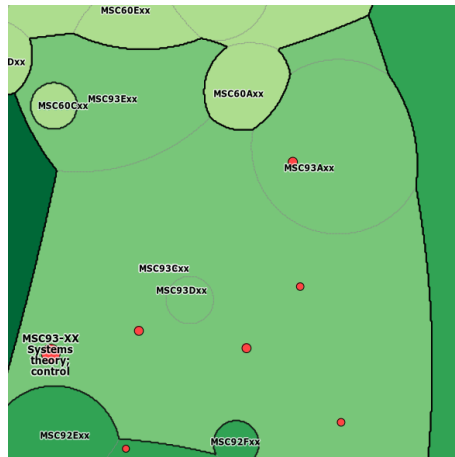 MSC60Exx
Dxx
MSC60Cxx
MSC93Exx
MSC60Axx
MSC93Axx
MSC93Cxx
MSC93Dxx
MSC93-XX
Systems
theory;
control
MSC92Exx
MSC92Fxx